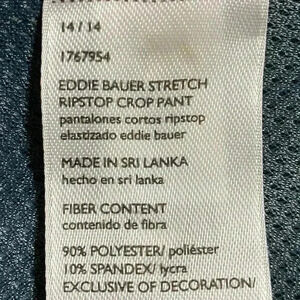 14 / 14
1767954
EDDIE BAUER STRETCH
RIPSTOP CROP PANT
pantalones cortos ripstop
elastizado eddie bauer
MADE IN SRI LANKA
hecho en sri lanka
FIBER CONTENT
contenido de fibra
90% POLYESTER/ poliéster
10% SPANDEX/ lycra
EXCLUSIVE OF DECORATION/